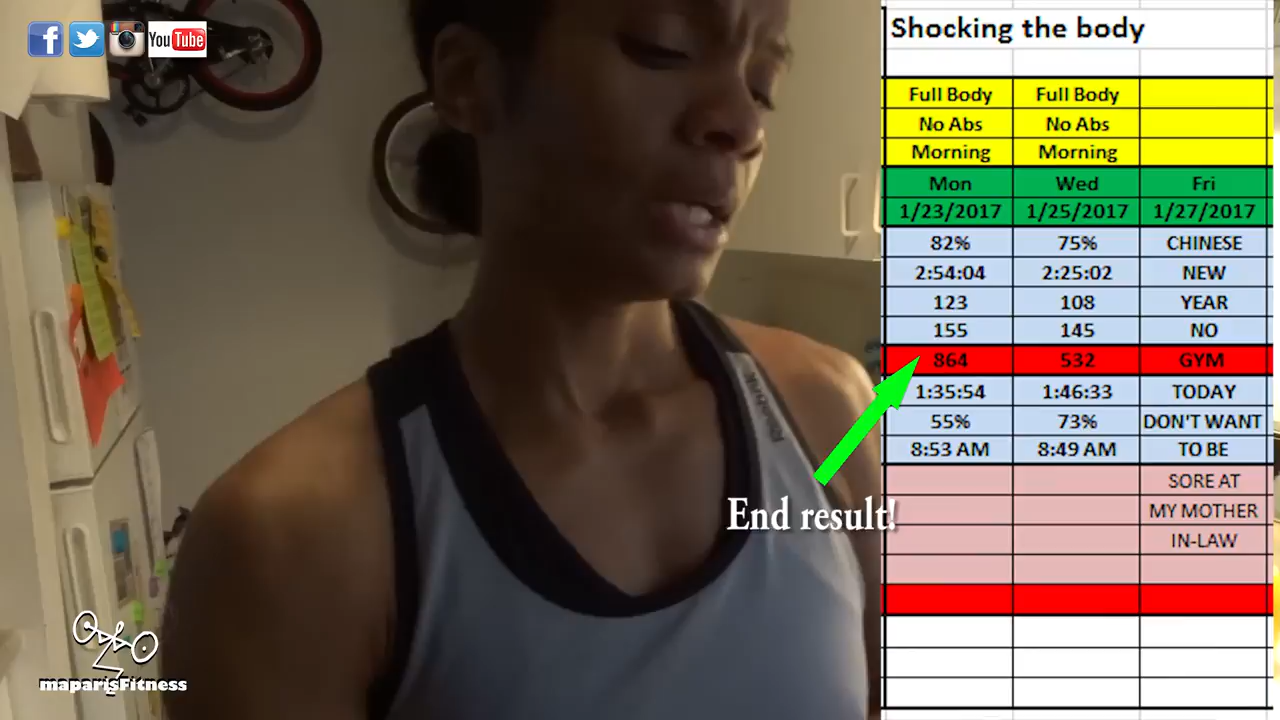 f
You Tube
Shocking the body
Full Body Full Body
No Abs No Abs
Morning Morning
Mon Wed Fri
1/23/2017 1/25/2017 1/27/2017
82% 75% CHINESE
2:54:04 2:25:02 NEW
123 108 YEAR
155 145 NO
864 532 GYM
1:35:54 1:46:33 TODAY
55% 73% DON'T WANT
8:53 AM 8:49 AM TO BE
SORE AT
MY MOTHER
IN-LAW
Reebok
End result!
maparisFitness